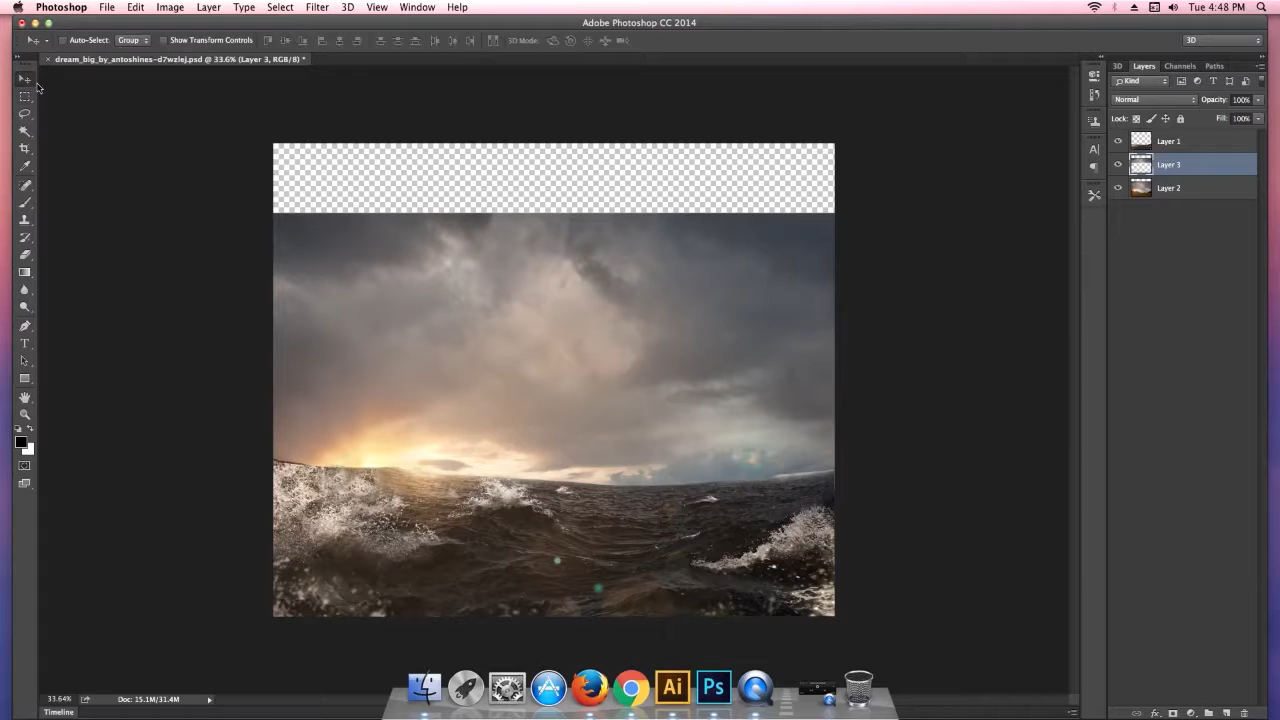 Photoshop File Edit Image Layer Type Select Filter 3D View Window Help
Tue 4:48 PM
Adobe Photoshop CC 2014
Auto-Select: Group Show Transform Controls 3D Mode: 3D
dream_big_by_antoshines-d7wzlej.psd @ 33.6% (Layer 3, RGB/8) *
3D Layers Channels Paths
Kind
Normal Opacity: 100%
Lock: Fill: 100%
Layer 1
Layer 3
Layer 2
T
A
Ai
Ps
33.64% Doc: 15.1M/31.4M
Timeline
fx